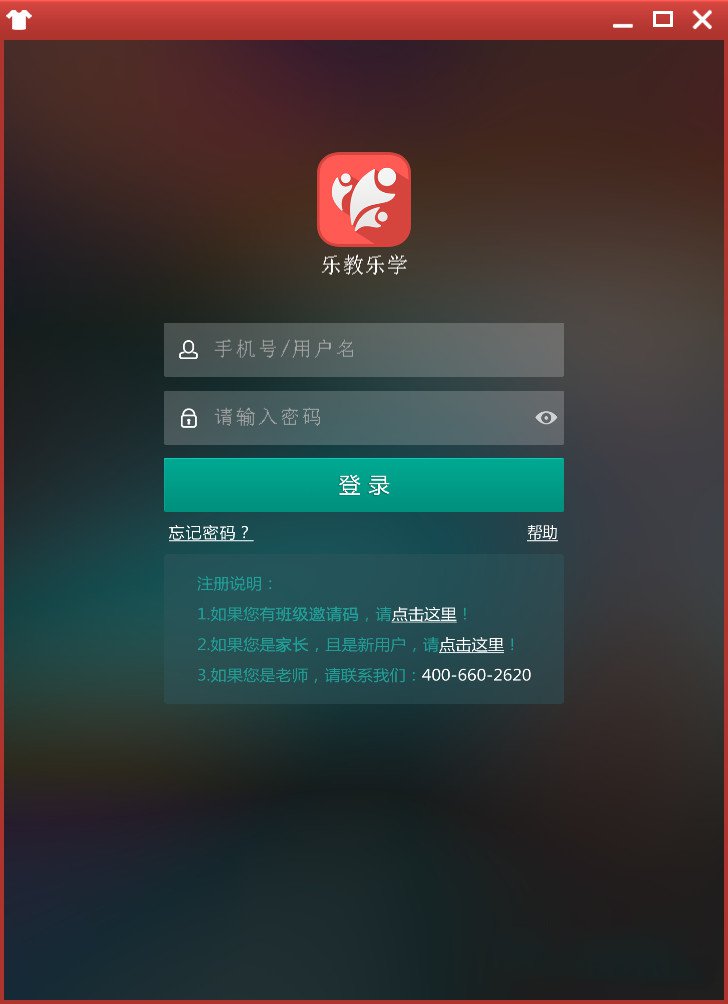 乐教乐学
手机号/用户名
请输入密码
登录
忘记密码？ 帮助
注册说明：
1.如果您有班级邀请码，请点击这里！
2.如果您是家长，且是新用户，请点击这里！
3.如果您是老师，请联系我们：400-660-2620